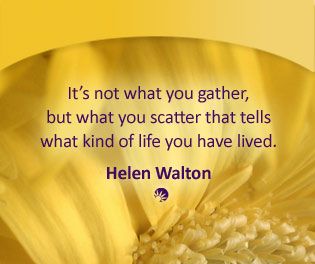 It's not what you gather,
but what you scatter that tells
what kind of life you have lived.
Helen Walton